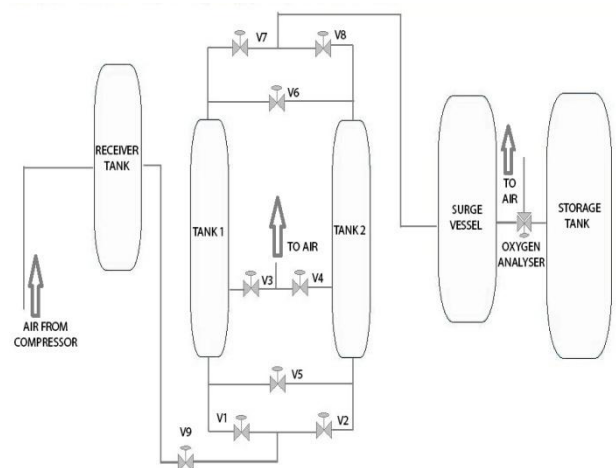 V7
V8
V6
RECEIVER
TANK
TANK 1
TANK 2
TO AIR
V3
V4
V5
V1
V2
V9
AIR FROM
COMPRESSOR
SURGE
VESSEL
TO
AIR
OXYGEN
ANALYSER
STORAGE
TANK